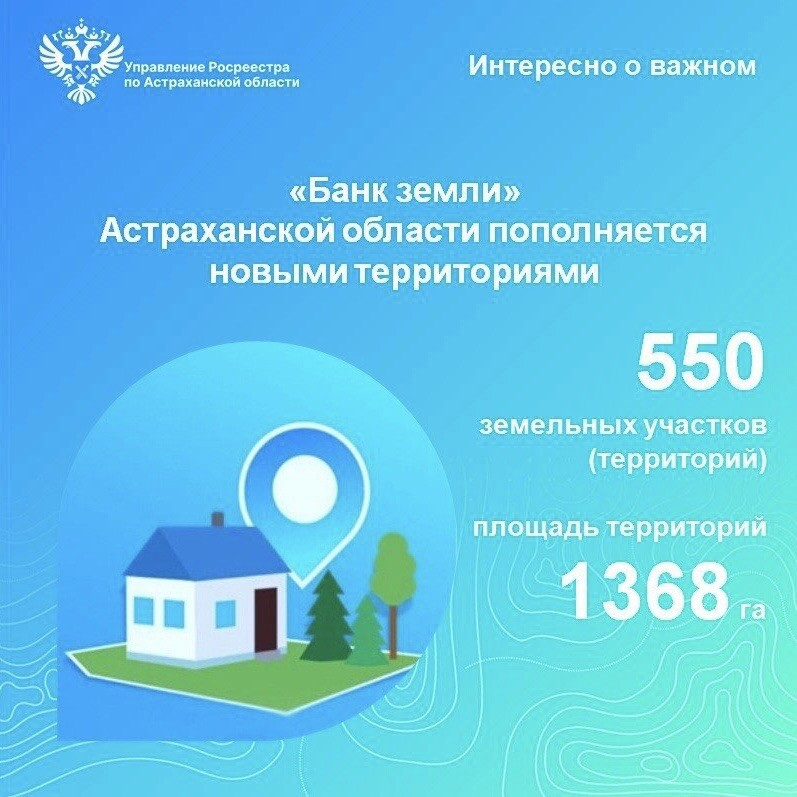 Управление Росреестра
по Астраханской области
Интересно о важном
«Банк земли»
Астраханской области пополняется
новыми территориями
550
земельных участков
(территорий)
площадь территорий
1368 га